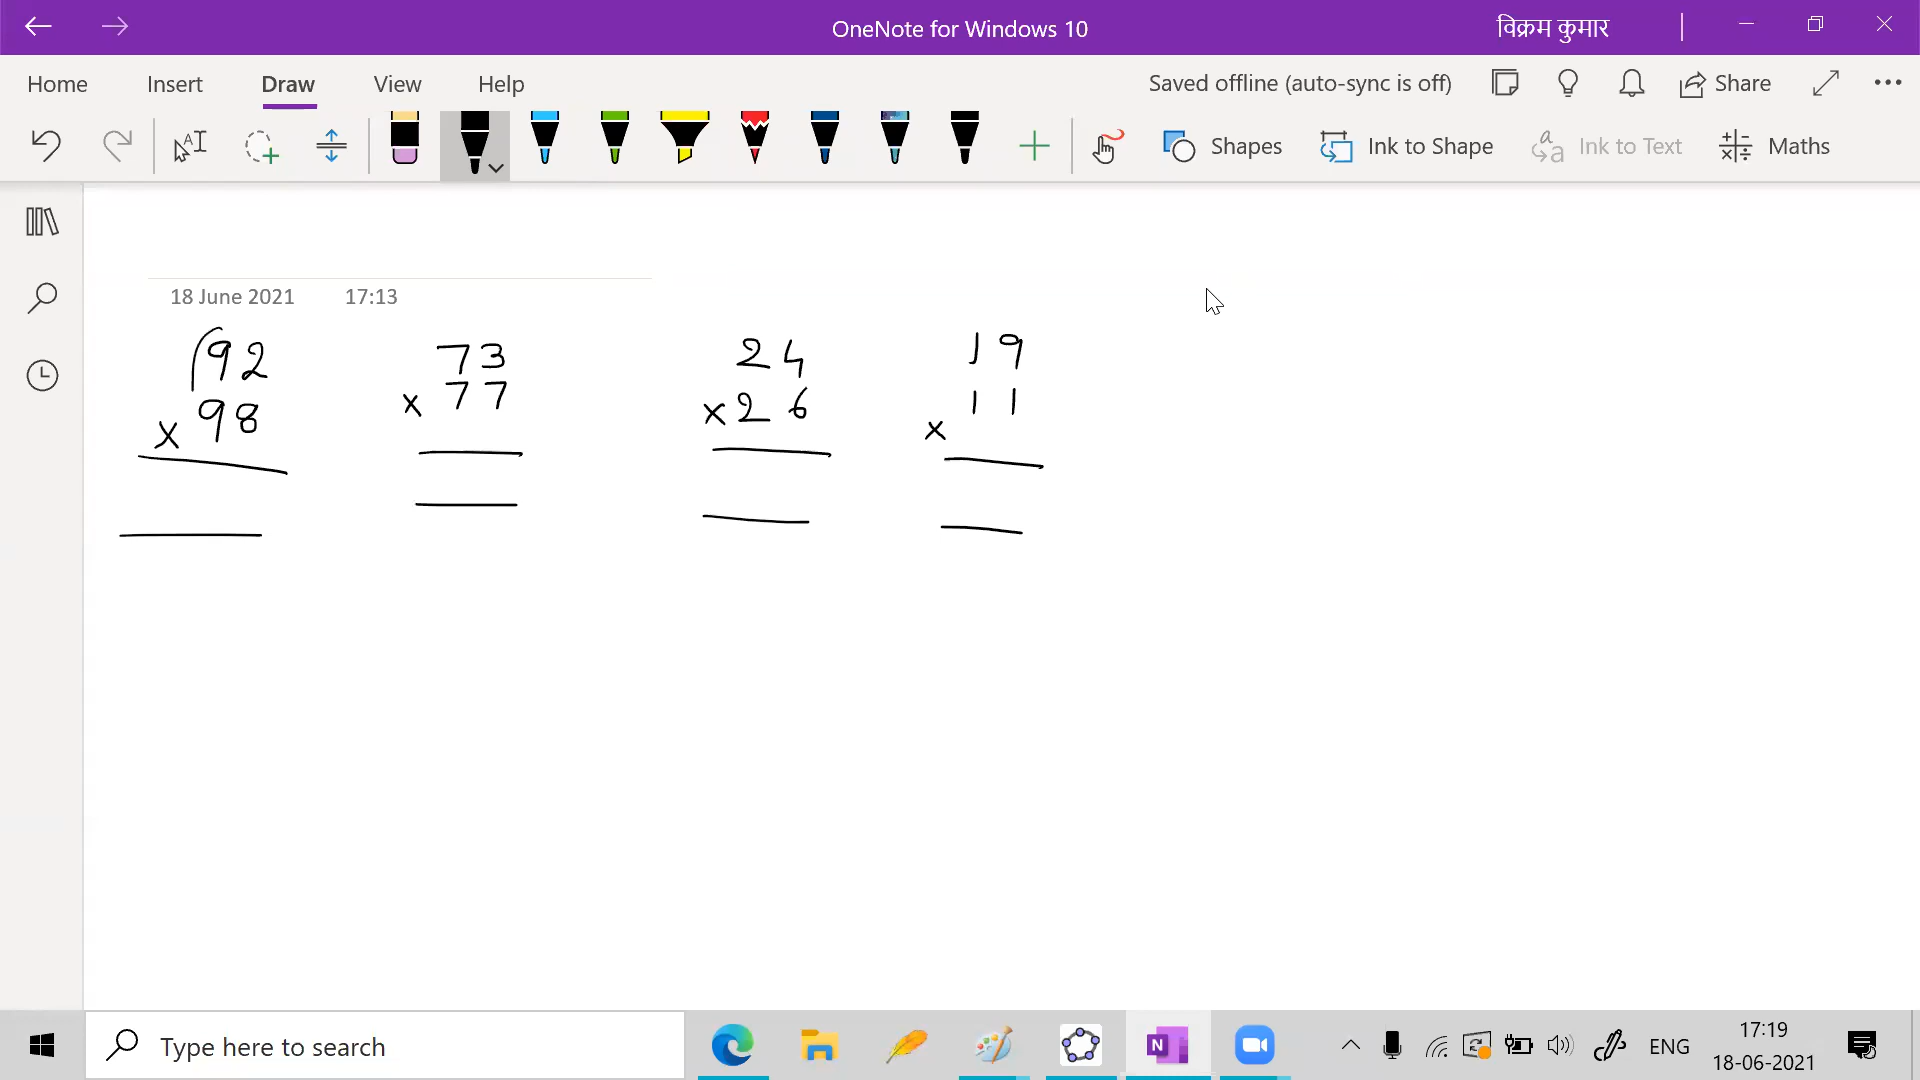 OneNote for Windows 10
विक्रम कुमार
Home Insert Draw View Help
Saved offline (auto-sync is off)
Share
Shapes
Ink to Shape
Ink to Text
Maths
18 June 2021 17:13
92 73 24 19
x 98 x 77 x 26 x 11
Type here to search
ENG
17:19
18-06-2021